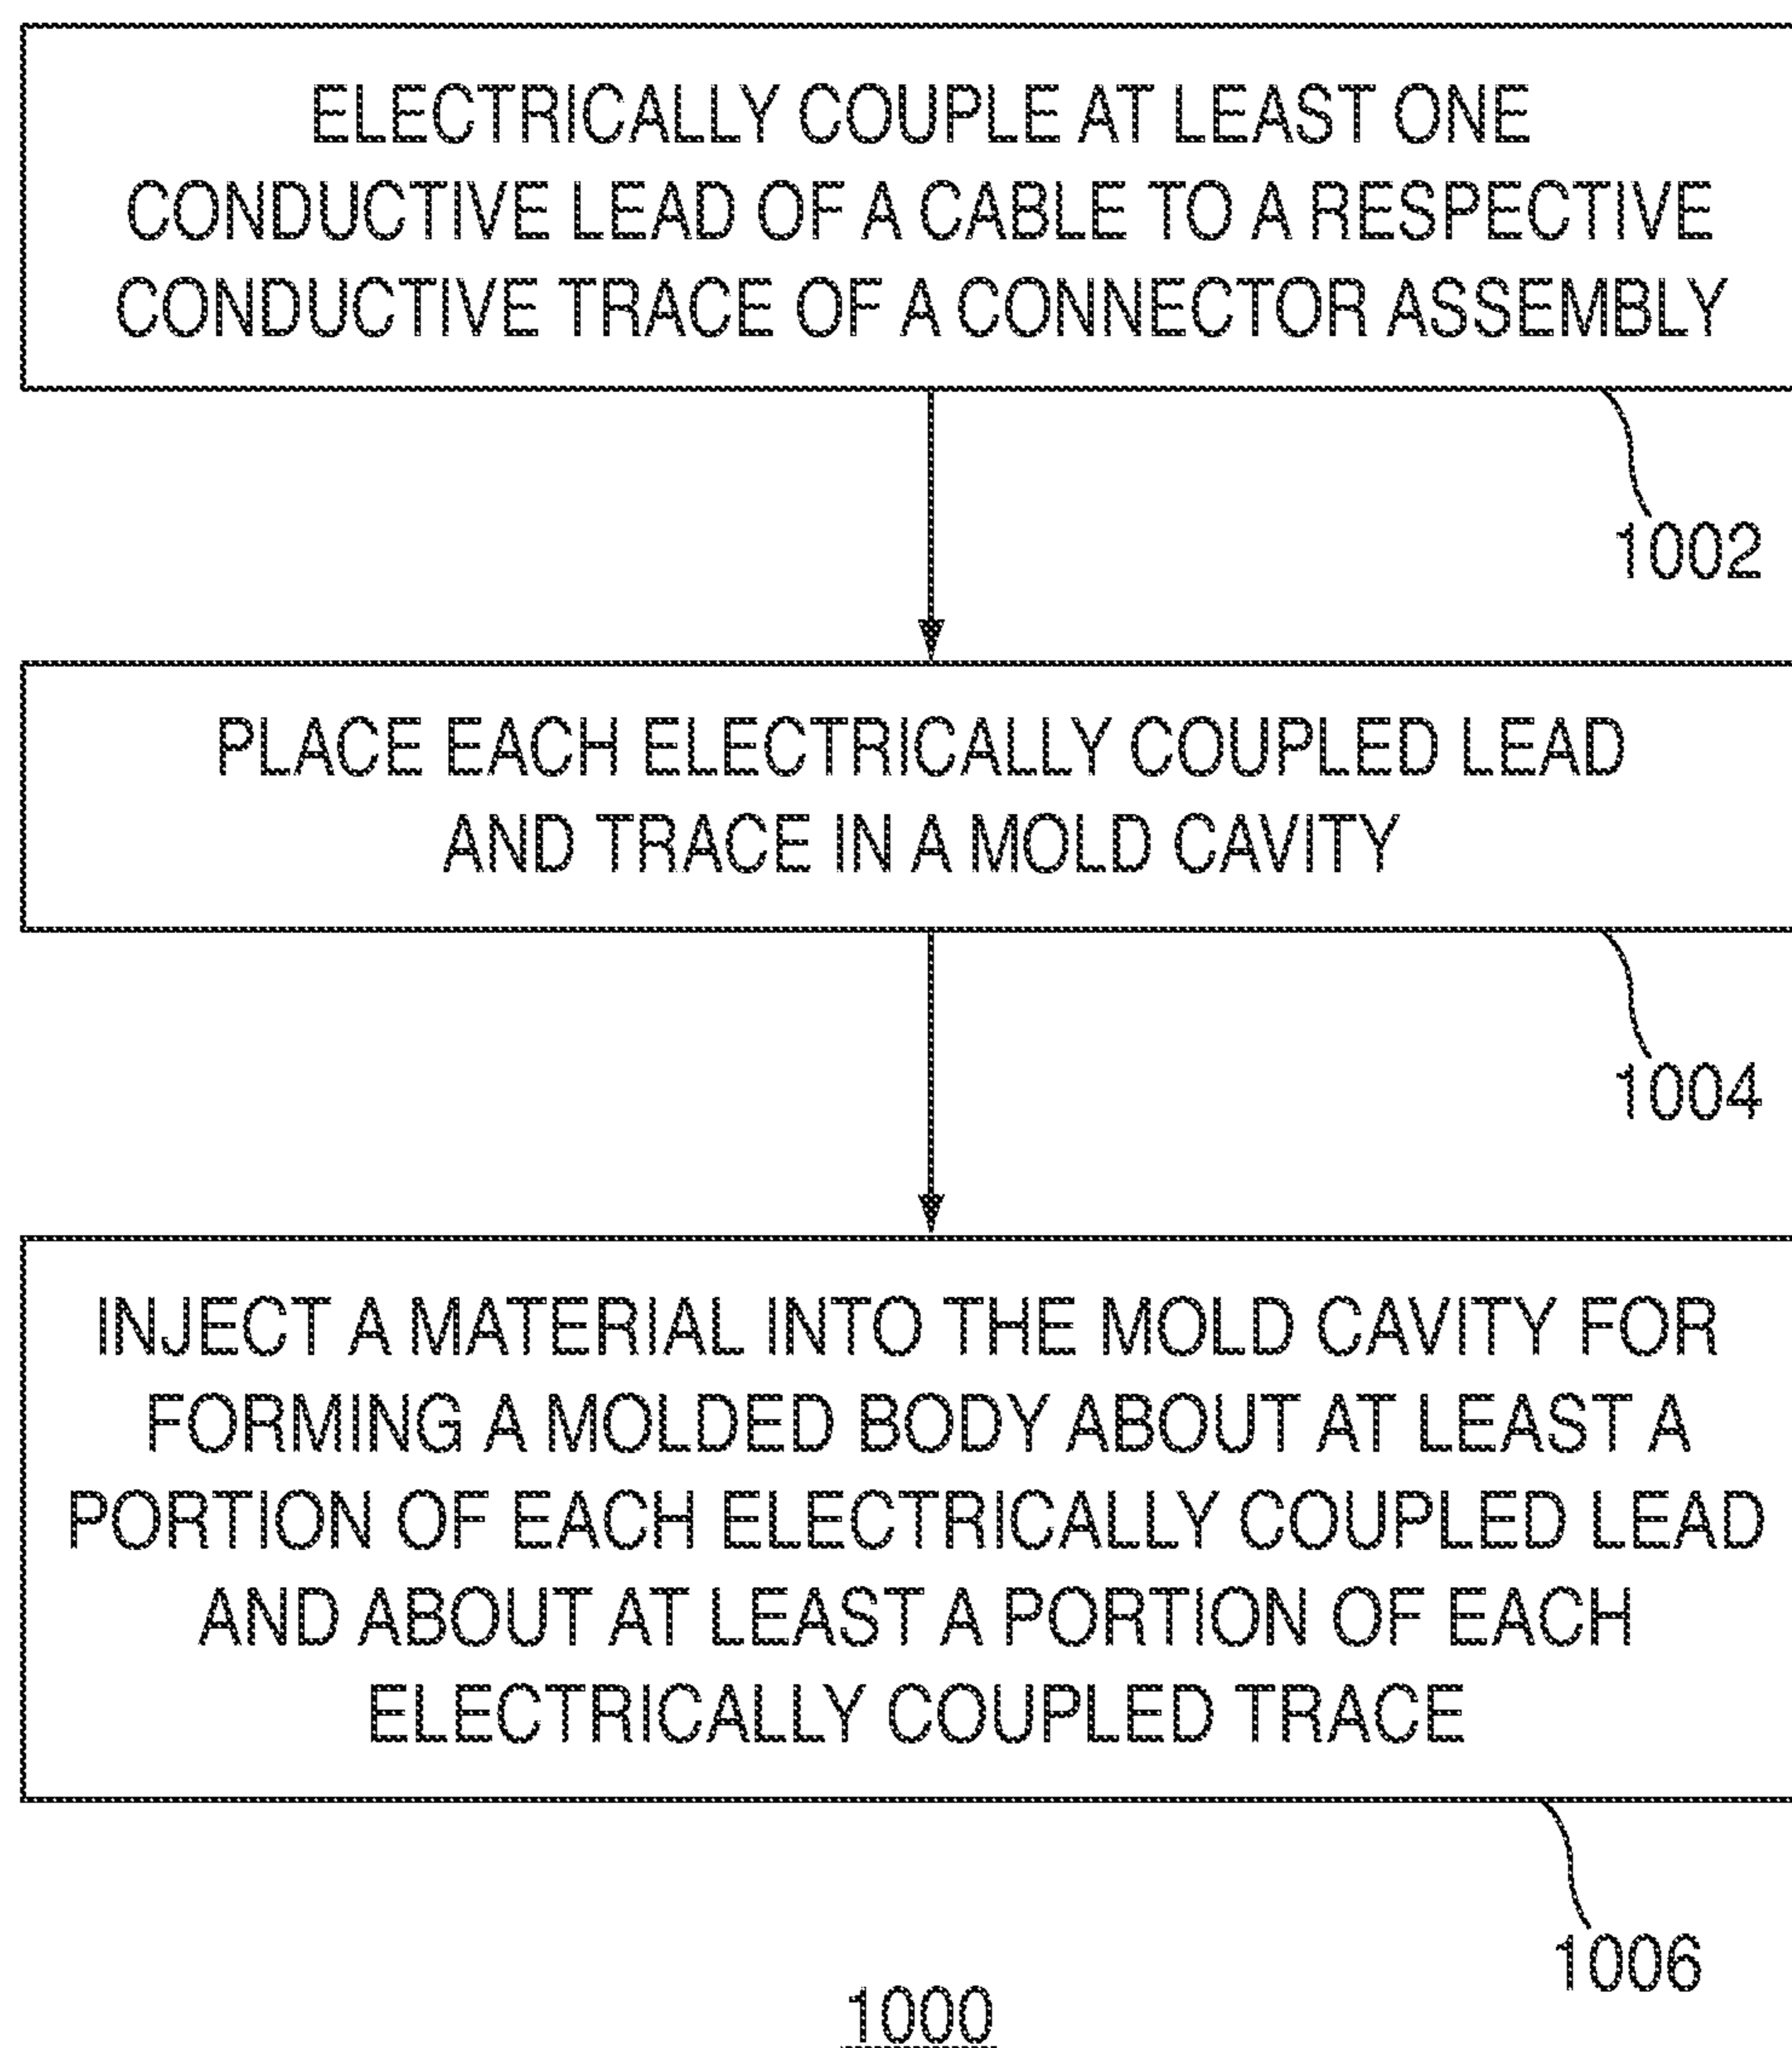 ELECTRICALLY COUPLE AT LEAST ONE
CONDUCTIVE LEAD OF A CABLE TO A RESPECTIVE
CONDUCTIVE TRACE OF A CONNECTOR ASSEMBLY
1002
PLACE EACH ELECTRICALLY COUPLED LEAD
AND TRACE IN A MOLD CAVITY
1004
INJECT A MATERIAL INTO THE MOLD CAVITY FOR
FORMING A MOLDED BODY ABOUT AT LEAST A
PORTION OF EACH ELECTRICALLY COUPLED LEAD
AND ABOUT AT LEAST A PORTION OF EACH
ELECTRICALLY COUPLED TRACE
1006
1000